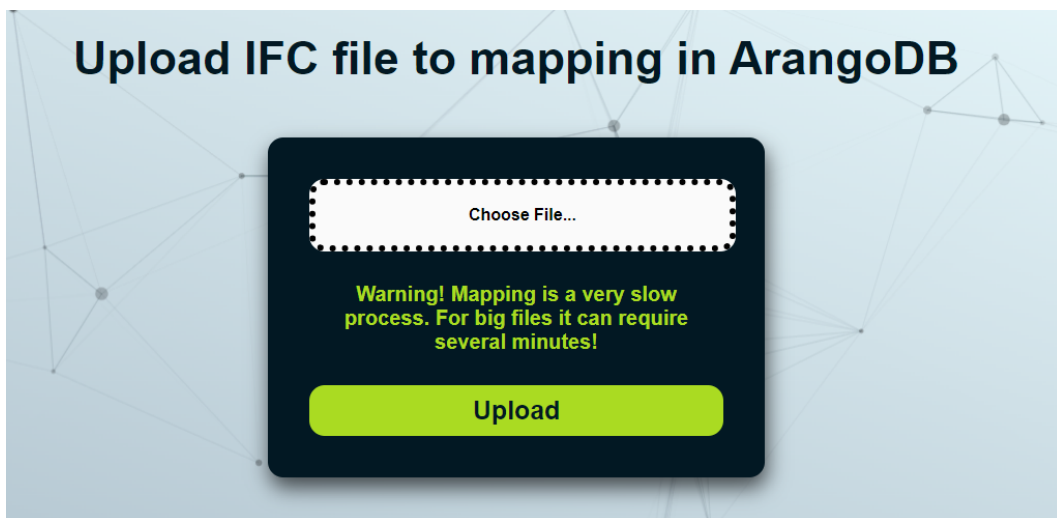 Upload IFC file to mapping in ArangoDB
Choose File...
Warning! Mapping is a very slow
process. For big files it can require
several minutes!
Upload